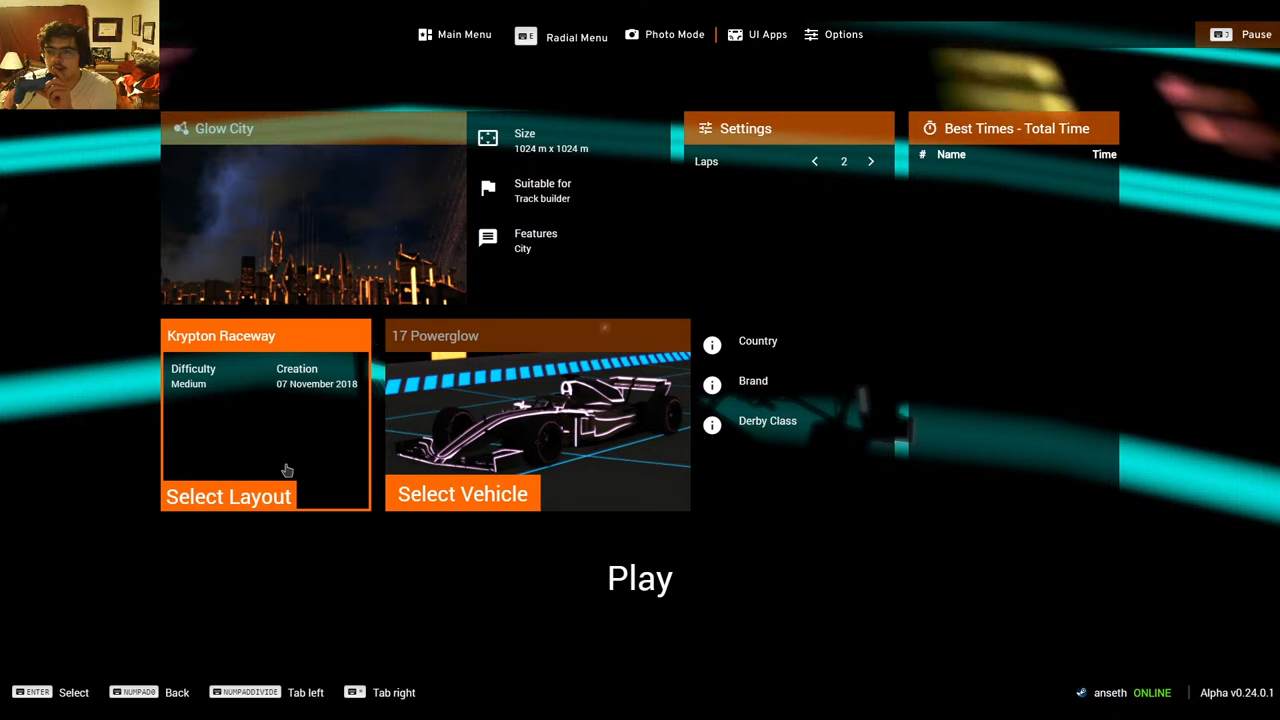 Main Menu
E Radial Menu
Photo Mode
UI Apps
Options
J Pause
Glow City
Size
1024 m x 1024 m
Suitable for
Track builder
Features
City
Settings
Laps < 2 >
Best Times - Total Time
# Name Time
Krypton Raceway
Difficulty Creation
Medium 07 November 2018
Select Layout
17 Powerglow
Select Vehicle
Country
Brand
Derby Class
Play
ENTER Select
NUMPAD0 Back
NUMPADDIVIDE Tab left
* Tab right
anseth ONLINE
Alpha v0.24.0.1